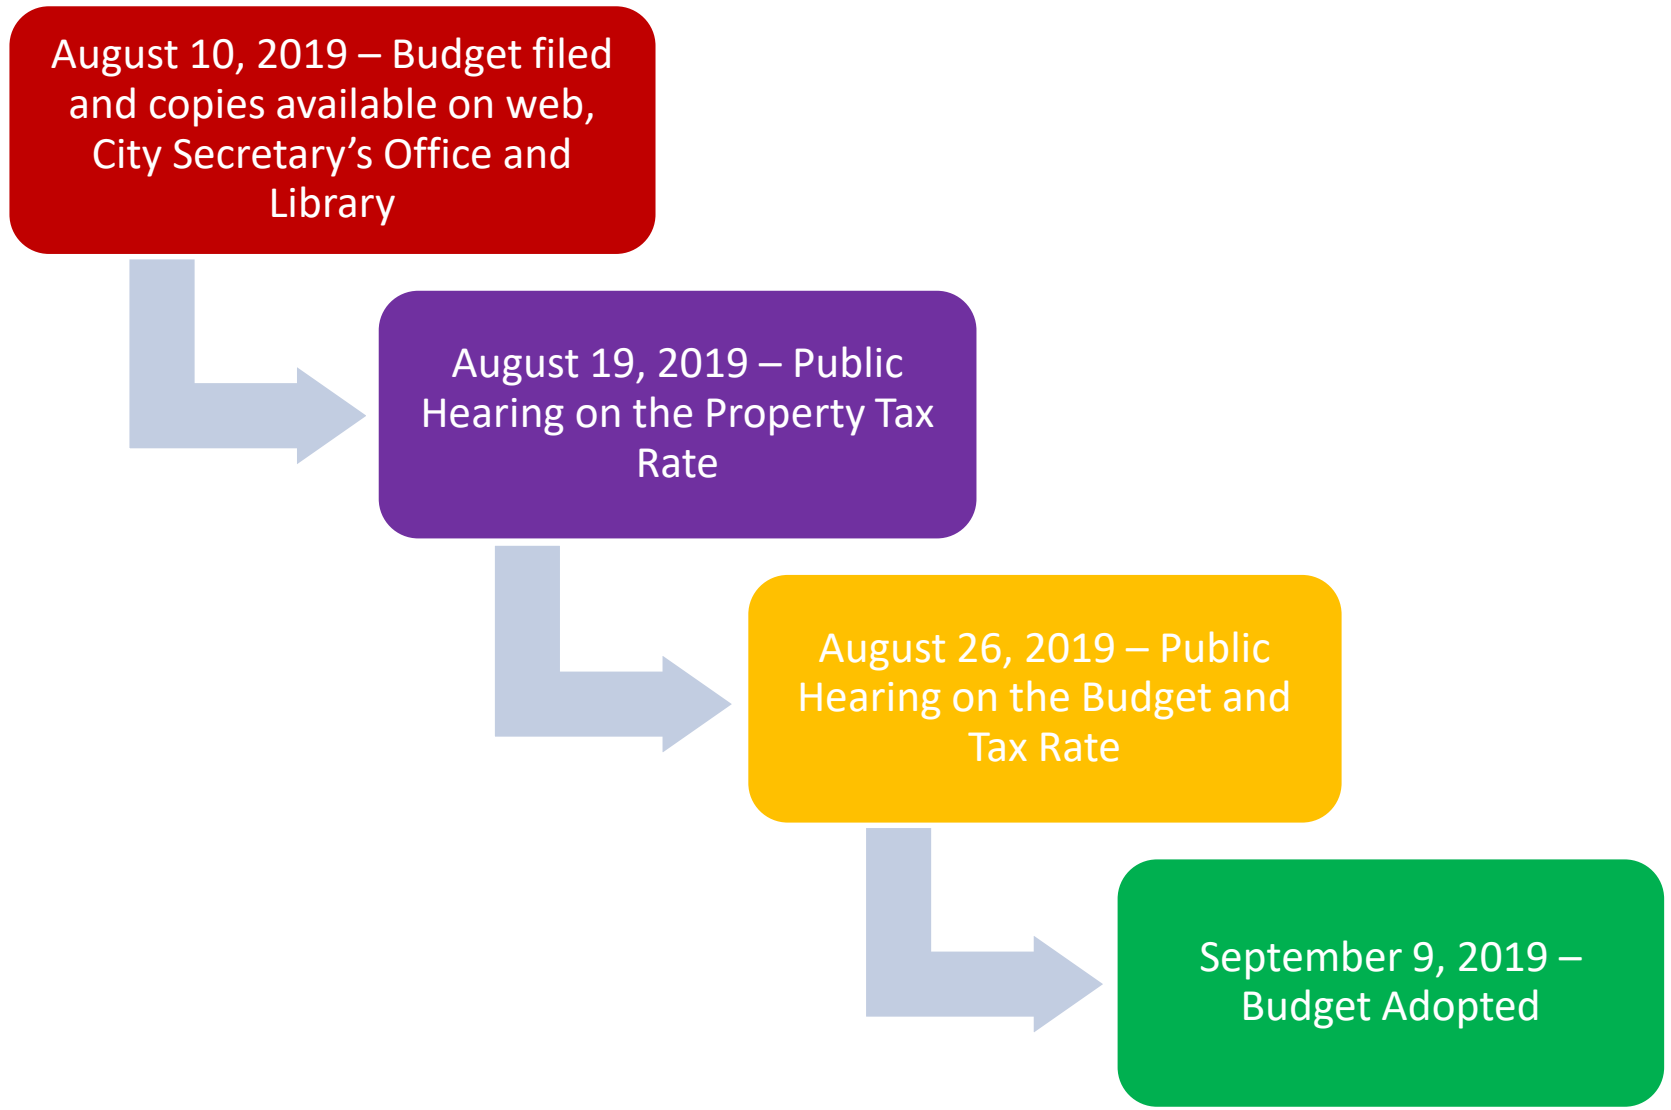 August 10, 2019 – Budget filed
and copies available on web,
City Secretary’s Office and
Library
August 19, 2019 – Public
Hearing on the Property Tax
Rate
August 26, 2019 – Public
Hearing on the Budget and
Tax Rate
September 9, 2019 –
Budget Adopted